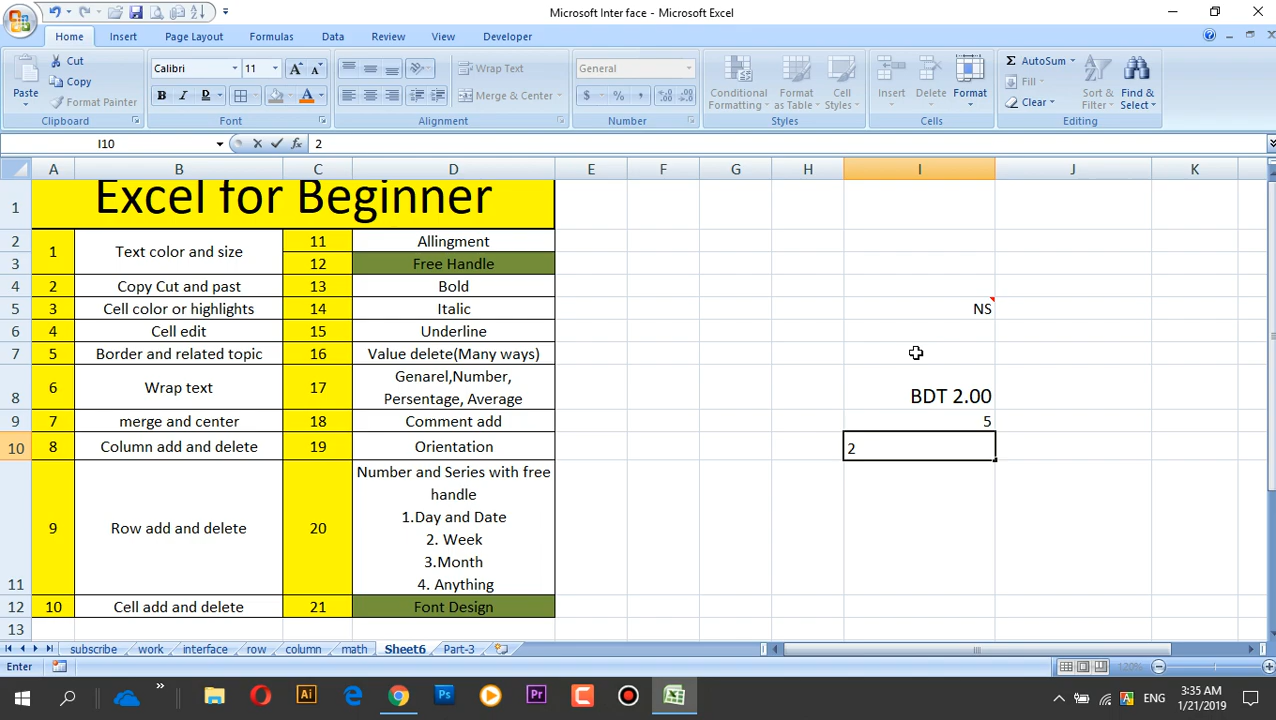 Microsoft Inter face - Microsoft Excel
Home Insert Page Layout Formulas Data Review View Developer
Paste Cut Copy Format Painter Clipboard
Calibri 11 A A B I D A Font
Wrap Text Merge & Center Alignment
General $ % , Number
Conditional Formatting Format as Table Cell Styles Styles
Insert Delete Format Cells
Σ AutoSum Fill Clear Sort & Filter Find & Select Editing
I10 fx 2
A B C D E F G H I J K
1 Excel for Beginner
2 1 Text color and size 11 Allingment
3 12 Free Handle
4 2 Copy Cut and past 13 Bold
5 3 Cell color or highlights 14 Italic NS
6 4 Cell edit 15 Underline
7 5 Border and related topic 16 Value delete(Many ways)
8 6 Wrap text 17 Genarel,Number,
Persentage, Average BDT 2.00
9 7 merge and center 18 Comment add 5
10 8 Column add and delete 19 Orientation 2
11 9 Row add and delete 20 Number and Series with free
handle
1.Day and Date
2. Week
3.Month
4. Anything
12 10 Cell add and delete 21 Font Design
13
subscribe work interface row column math Sheet6 Part-3
Enter 120%
Ai e Ps Pr ENG 3:35 AM
1/21/2019